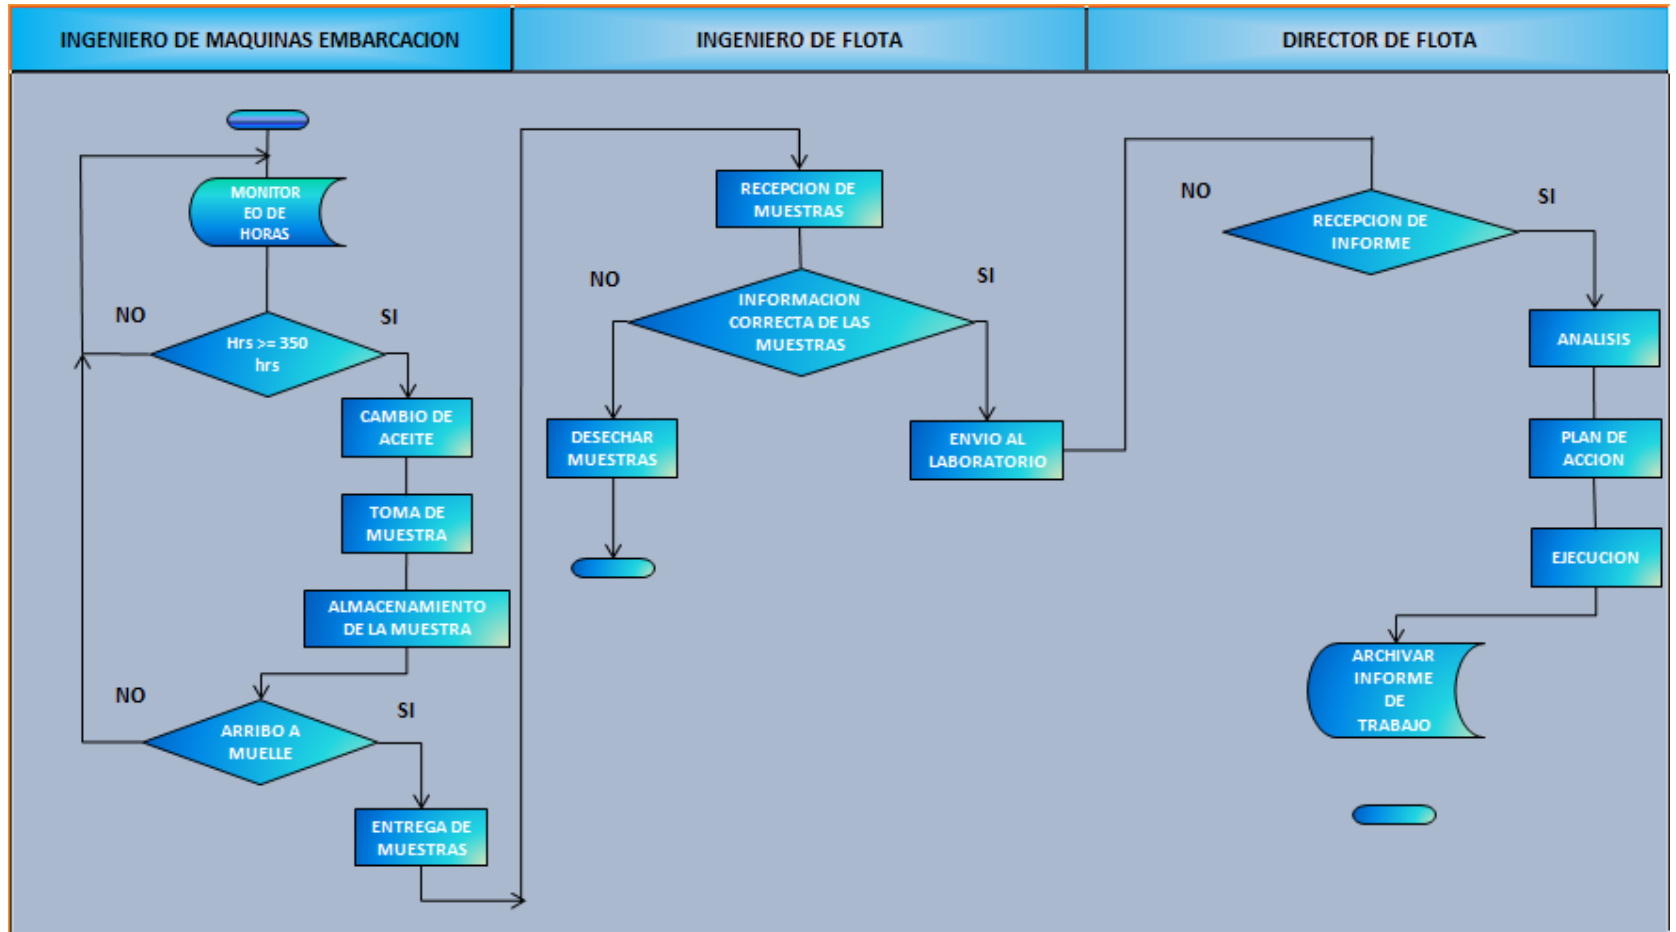 INGENIERO DE MAQUINAS EMBARCACION
INGENIERO DE FLOTA
DIRECTOR DE FLOTA
MONITOR
EO DE
HORAS
NO
SI
Hrs >= 350
hrs
CAMBIO DE
ACEITE
TOMA DE
MUESTRA
ALMACENAMIENTO
DE LA MUESTRA
NO
SI
ARRIBO A
MUELLE
ENTREGA DE
MUESTRAS
RECEPCION DE
MUESTRAS
NO
SI
INFORMACION
CORRECTA DE LAS
MUESTRAS
DESECHAR
MUESTRAS
ENVIO AL
LABORATORIO
NO
SI
RECEPCION DE
INFORME
ANALISIS
PLAN DE
ACCION
EJECUCION
ARCHIVAR
INFORME
DE
TRABAJO